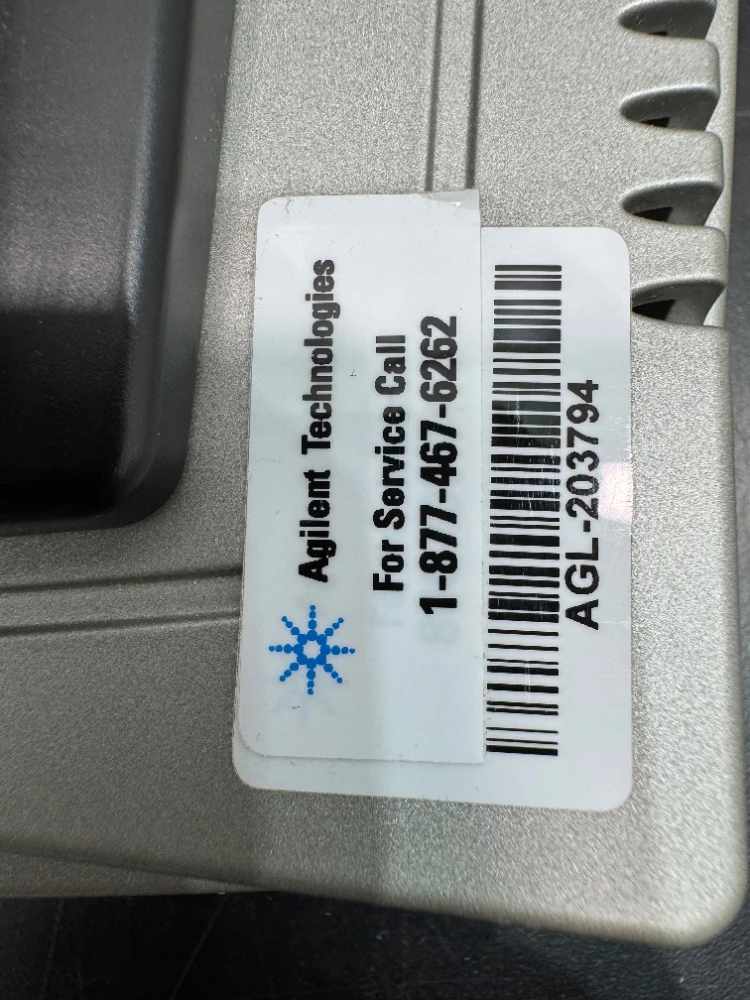 Agilent Technologies
For Service Call
1-877-467-6262
AGL-203794